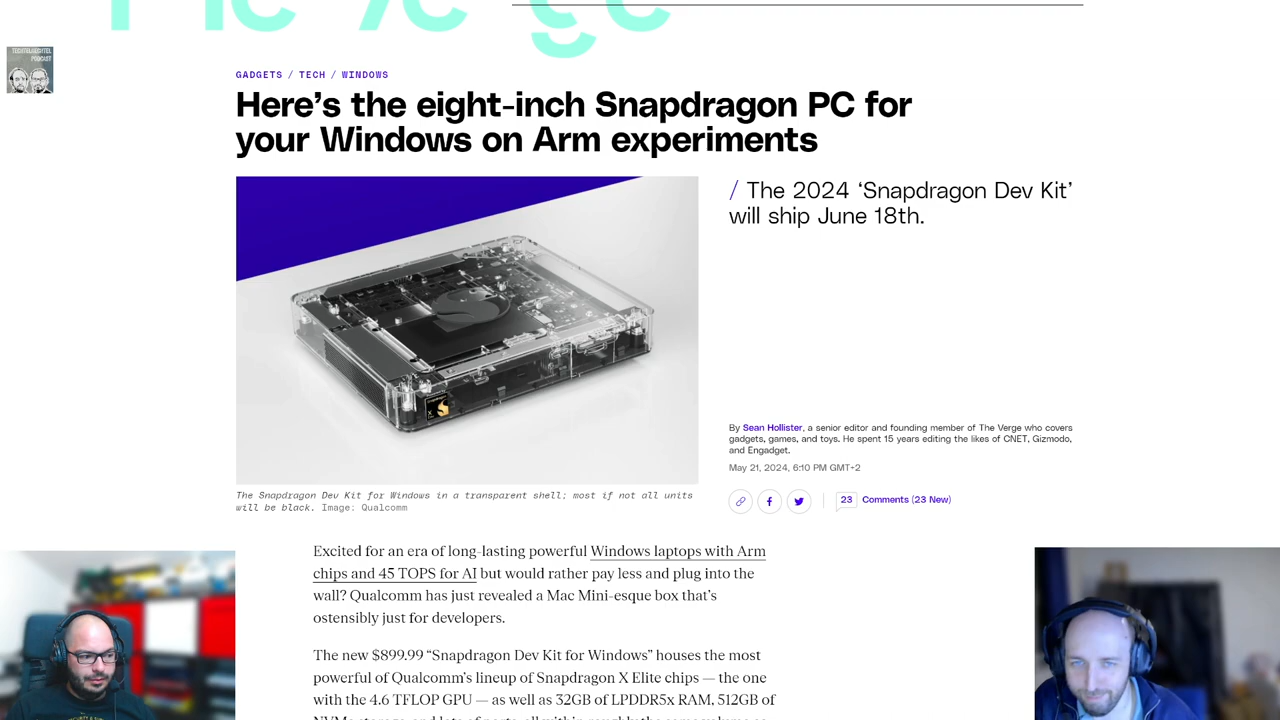 TECHTELMECHTEL
PODCAST
GADGETS / TECH / WINDOWS
Here’s the eight-inch Snapdragon PC for
your Windows on Arm experiments
/ The 2024 ‘Snapdragon Dev Kit’
will ship June 18th.
By Sean Hollister, a senior editor and founding member of The Verge who covers
gadgets, games, and toys. He spent 15 years editing the likes of CNET, Gizmodo,
and Engadget.
May 21, 2024, 6:10 PM GMT+2
23 Comments (23 New)
The Snapdragon Dev Kit for Windows in a transparent shell; most if not all units
will be black. Image: Qualcomm
Excited for an era of long-lasting powerful Windows laptops with Arm
chips and 45 TOPS for AI but would rather pay less and plug into the
wall? Qualcomm has just revealed a Mac Mini-esque box that’s
ostensibly just for developers.
The new $899.99 “Snapdragon Dev Kit for Windows” houses the most
powerful of Qualcomm’s lineup of Snapdragon X Elite chips — the one
with the 4.6 TFLOP GPU — as well as 32GB of LPDDR5x RAM, 512GB of